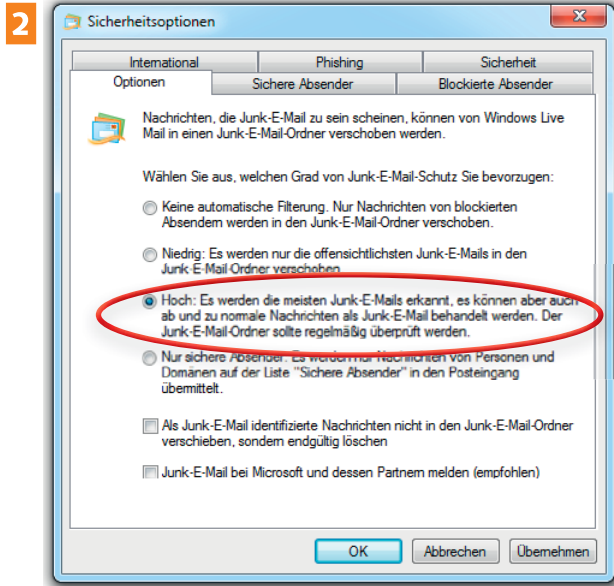 2
Sicherheitsoptionen
International
Phishing
Sicherheit
Optionen
Sichere Absender
Blockierte Absender
Nachrichten, die Junk-E-Mail zu sein scheinen, können von Windows Live
Mail in einen Junk-E-Mail-Ordner verschoben werden.
Wählen Sie aus, welchen Grad von Junk-E-Mail-Schutz Sie bevorzugen:
Keine automatische Filterung. Nur Nachrichten von blockierten
Absendern werden in den Junk-E-Mail-Ordner verschoben.
Niedrig: Es werden nur die offensichtlichsten Junk-E-Mails in den
Junk-E-Mail-Ordner verschoben
Hoch: Es werden die meisten Junk-E-Mails erkannt, es können aber auch
ab und zu normale Nachrichten als Junk-E-Mail behandelt werden. Der
Junk-E-Mail-Ordner sollte regelmäßig überprüft werden.
Nur sichere Absender: Es werden nur Nachrichten von Personen und
Domänen auf der Liste "Sichere Absender" in den Posteingang
übermittelt.
Als Junk-E-Mail identifizierte Nachrichten nicht in den Junk-E-Mail-Ordner
verschieben, sondern endgültig löschen
Junk-E-Mail bei Microsoft und dessen Partnern melden (empfohlen)
OK
Abbrechen
Übernehmen